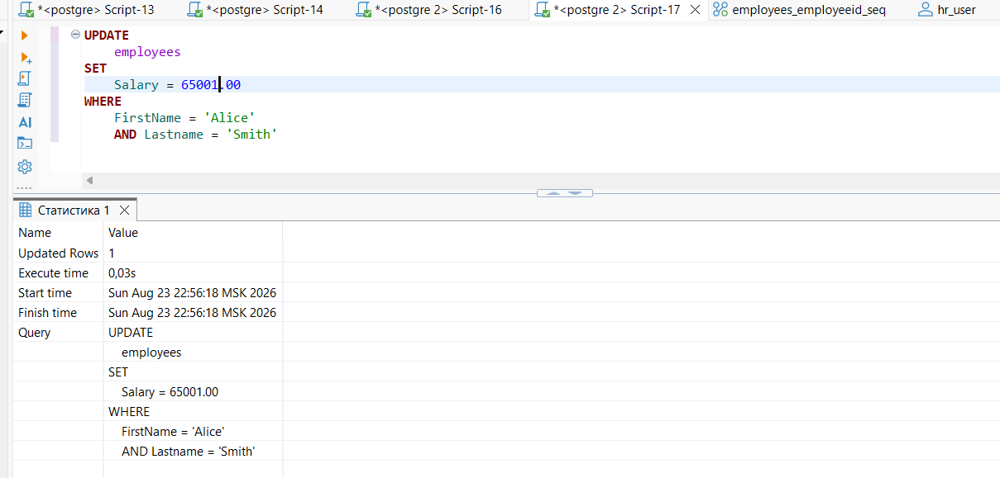 *<postgre> Script-13 *<postgre> Script-14 *<postgre 2> Script-16 *<postgre 2> Script-17 employees_employeeid_seq hr_user
UPDATE
employees
SET
Salary = 65001.00
WHERE
FirstName = 'Alice'
AI
AND Lastname = 'Smith'
Статистика 1
Name Value
Updated Rows 1
Execute time 0,03s
Start time Sun Aug 23 22:56:18 MSK 2026
Finish time Sun Aug 23 22:56:18 MSK 2026
Query UPDATE
employees
SET
Salary = 65001.00
WHERE
FirstName = 'Alice'
AND Lastname = 'Smith'